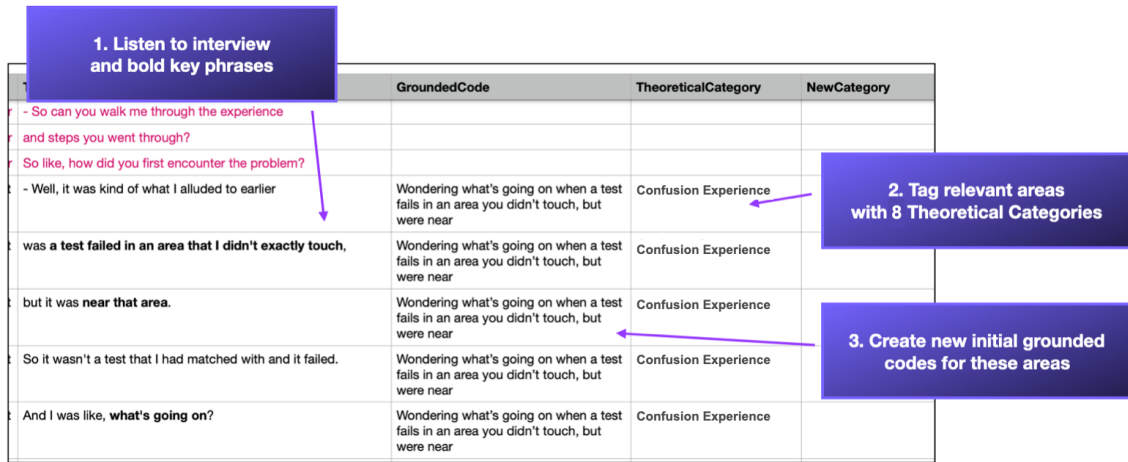 1. Listen to interview
and bold key phrases
GroundedCode TheoreticalCategory NewCategory
- So can you walk me through the experience
and steps you went through?
So like, how did you first encounter the problem?
- Well, it was kind of what I alluded to earlier
Wondering what's going on when a test
fails in an area you didn't touch, but
were near
Confusion Experience
2. Tag relevant areas
with 8 Theoretical Categories
was a test failed in an area that I didn't exactly touch,
Wondering what's going on when a test
fails in an area you didn't touch, but
were near
Confusion Experience
but it was near that area.
Wondering what's going on when a test
fails in an area you didn't touch, but
were near
Confusion Experience
3. Create new initial grounded
codes for these areas
So it wasn't a test that I had matched with and it failed.
Wondering what's going on when a test
fails in an area you didn't touch, but
were near
Confusion Experience
And I was like, what's going on?
Wondering what's going on when a test
fails in an area you didn't touch, but
were near
Confusion Experience